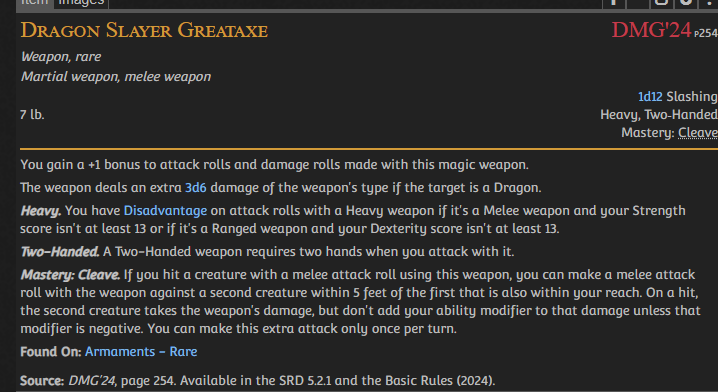 Item Images
DRAGON SLAYER GREATAXE DMG'24 P254
Weapon, rare
Martial weapon, melee weapon
1d12 Slashing
7 lb. Heavy, Two-Handed
Mastery: Cleave
You gain a +1 bonus to attack rolls and damage rolls made with this magic weapon.
The weapon deals an extra 3d6 damage of the weapon's type if the target is a Dragon.
Heavy. You have Disadvantage on attack rolls with a Heavy weapon if it's a Melee weapon and your Strength
score isn't at least 13 or if it's a Ranged weapon and your Dexterity score isn't at least 13.
Two-Handed. A Two-Handed weapon requires two hands when you attack with it.
Mastery: Cleave. If you hit a creature with a melee attack roll using this weapon, you can make a melee attack
roll with the weapon against a second creature within 5 feet of the first that is also within your reach. On a hit,
the second creature takes the weapon's damage, but don't add your ability modifier to that damage unless that
modifier is negative. You can make this extra attack only once per turn.
Found On: Armaments – Rare
Source: DMG'24, page 254. Available in the SRD 5.2.1 and the Basic Rules (2024).